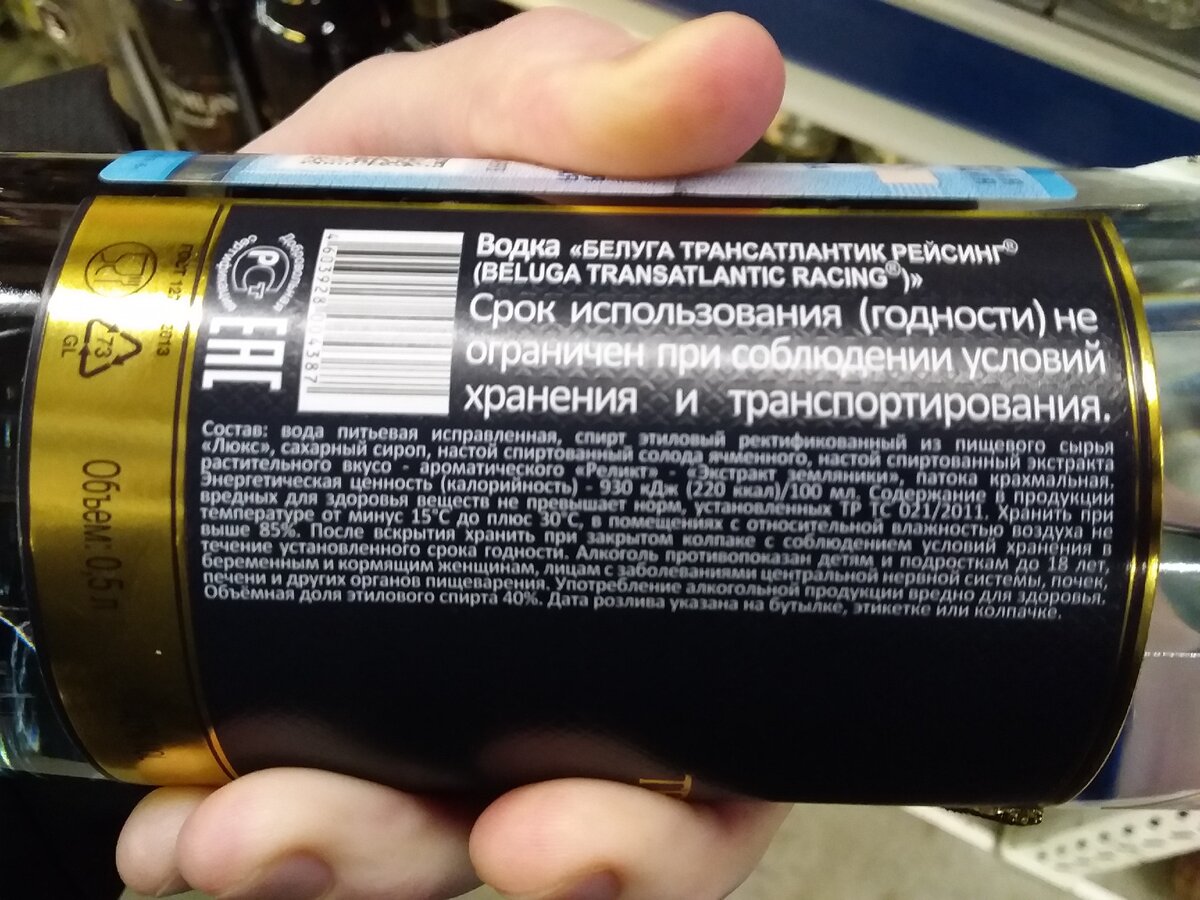 Водка «БЕЛУГА ТРАНСАТЛАНТИК РЕЙСИНГ®
(BELUGA TRANSATLANTIC RACING®)»
Срок использования (годности) не
ограничен при соблюдении условий
хранения и транспортирования.
Состав: вода питьевая исправленная, спирт этиловый ректификованный из пищевого сырья
«Люкс», сахарный сироп, настой спиртованный солода ячменного, настой спиртованный экстракта
растительного вкусо - ароматического «Реликт» - «Экстракт земляники», патока крахмальная.
Энергетическая ценность (калорийность) - 930 кДж (220 ккал)/100 мл. Содержание в продукции
вредных для здоровья веществ не превышает норм, установленных ТР ТС 021/2011. Хранить при
температуре от минус 15°С до плюс 30°С, в помещениях с относительной влажностью воздуха не
выше 85%. После вскрытия хранить при закрытом колпаке с соблюдением условий хранения в
течение установленного срока годности. Алкоголь противопоказан детям и подросткам до 18 лет,
беременным и кормящим женщинам, лицам с заболеваниями центральной нервной системы, почек,
печени и других органов пищеварения. Употребление алкогольной продукции вредно для здоровья.
Объёмная доля этилового спирта 40%. Дата розлива указана на бутылке, этикетке или колпачке.
4603928004387
Добровольная
РСТ
сертификация
EAC
ГОСТ
2013
73
GL
Объем: 0,5 л